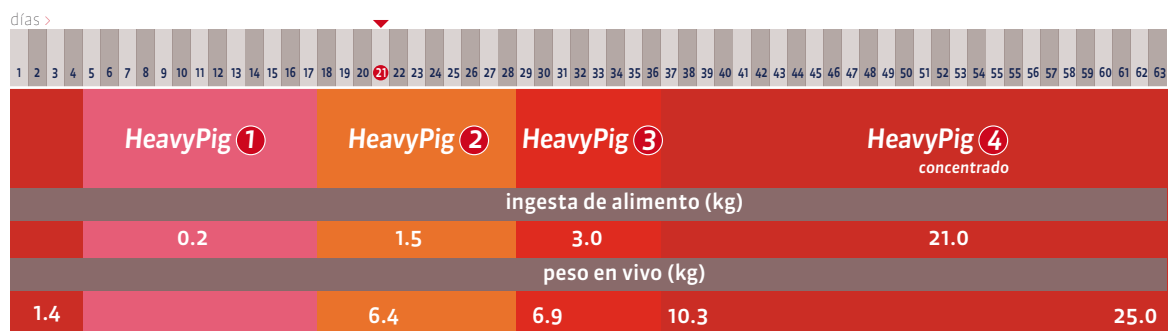 días >
1 2 3 4 5 6 7 8 9 10 11 12 13 14 15 16 17 18 19 20 21 22 23 24 25 26 27 28 29 30 31 32 33 34 35 36 37 38 39 40 41 42 43 44 45 46 47 48 49 50 51 52 53 54 55 55 56 57 58 59 60 61 62 63
HeavyPig 1 HeavyPig 2 HeavyPig 3 HeavyPig 4
concentrado
ingesta de alimento (kg)
0.2 1.5 3.0 21.0
peso en vivo (kg)
1.4 6.4 6.9 10.3 25.0